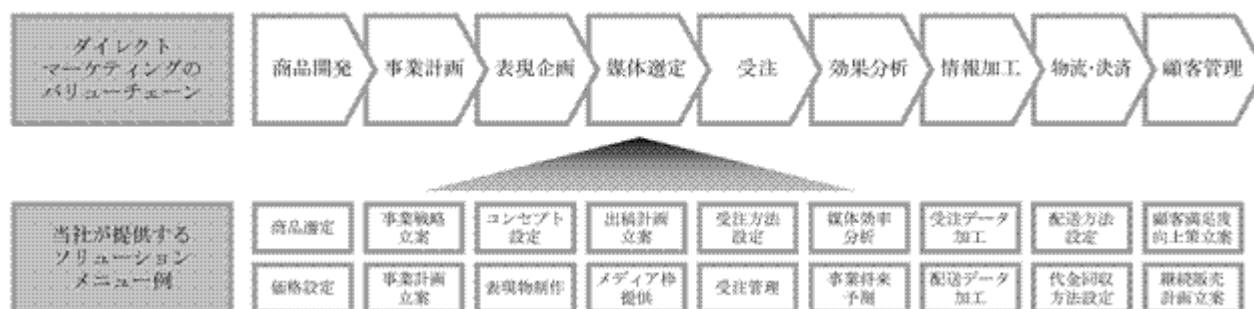 ダイレクト
マーケティングの
バリューチェーン
商品開発
事業計画
表現企画
媒体選定
受注
効果分析
情報加工
物流・決済
顧客管理
当社が提供する
ソリューション
メニュー例
商品選定
事業戦略
立案
コンセプト
設定
出稿計画
立案
受注方法
設定
媒体効率
分析
受注データ
加工
配送方法
設定
顧客満足度
向上策立案
価格設定
事業計画
立案
表現物制作
メディア枠
提供
受注管理
事業将来
予測
配送データ
加工
代金回収
方法設定
継続販売
計画立案